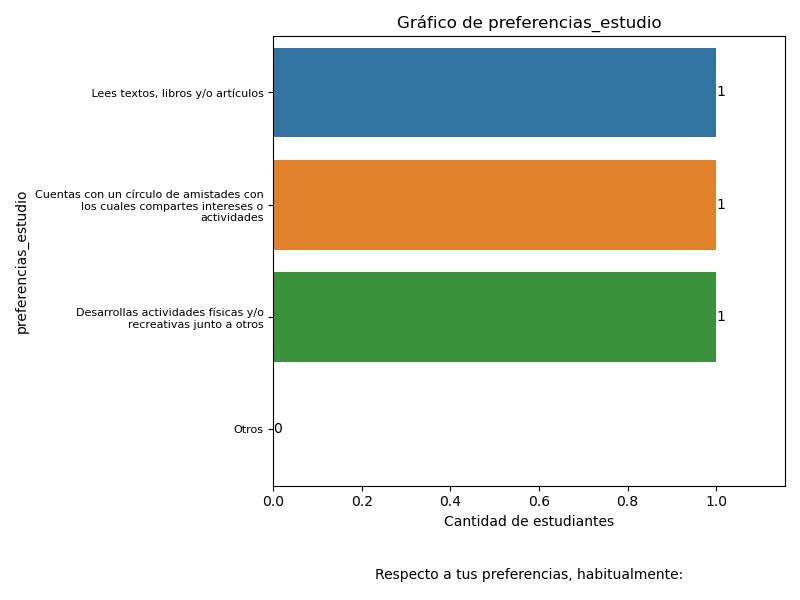 Gráfico de preferencias_estudio
Lees textos, libros y/o artículos
1
Cuentas con un círculo de amistades con
los cuales compartes intereses o
actividades
1
Desarrollas actividades físicas y/o
recreativas junto a otros
1
Otros
0
preferencias_estudio
0.0 0.2 0.4 0.6 0.8 1.0
Cantidad de estudiantes
Respecto a tus preferencias, habitualmente: